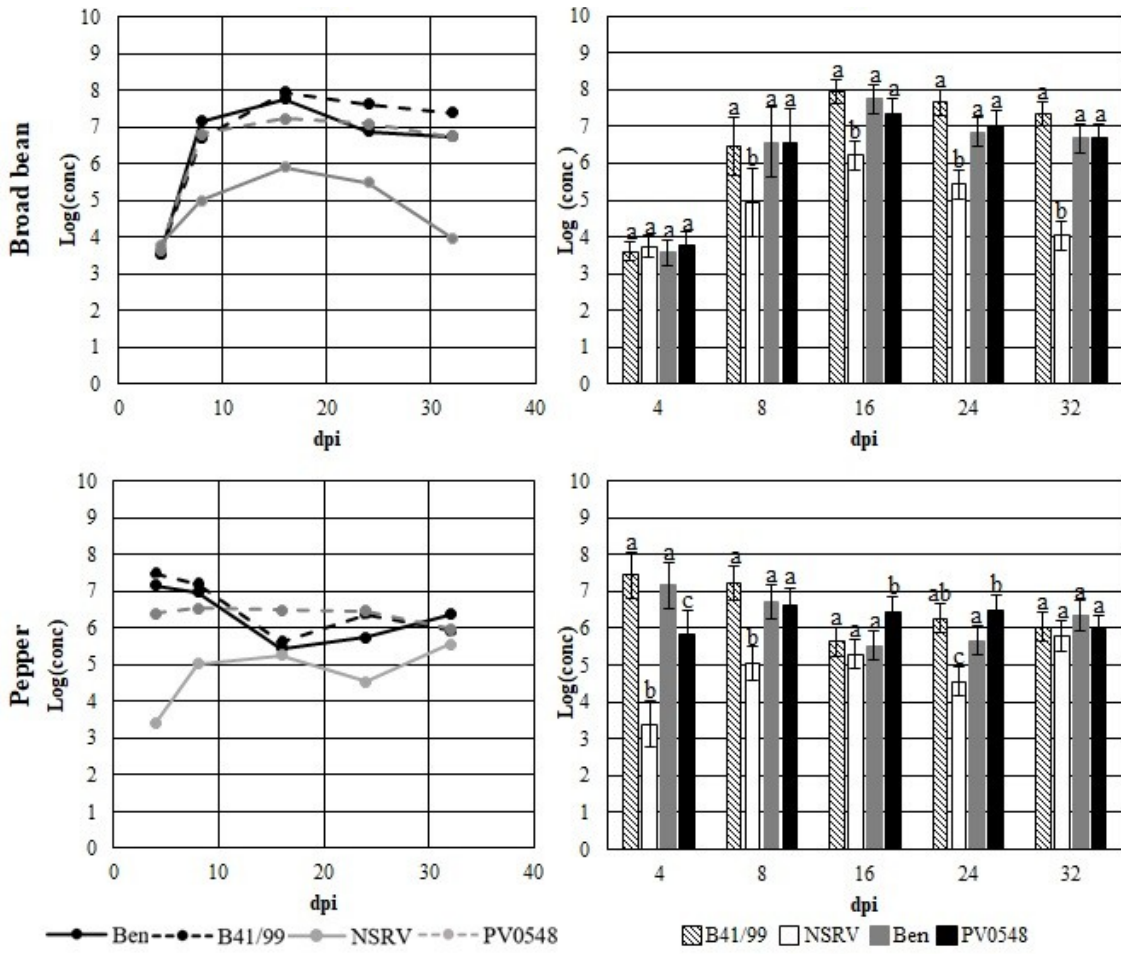 Broad bean
Log(conc)
10
9
8
7
6
5
4
3
2
1
0
0 10 20 30 40
dpi
Log (conc )
10
9
8
7
6
5
4
3
2
1
0
a a a a
a b a a
a b a a
a b a a
a b a a
4 8 16 24 32
dpi
Pepper
Log(conc)
10
9
8
7
6
5
4
3
2
1
0
0 10 20 30 40
dpi
Log(conc)
10
9
8
7
6
5
4
3
2
1
0
a b a c
a b a a
a a a b
ab c a b
a a a a
4 8 16 24 32
dpi
Ben B41/99 NSRV PV0548
B41/99 NSRV Ben PV0548